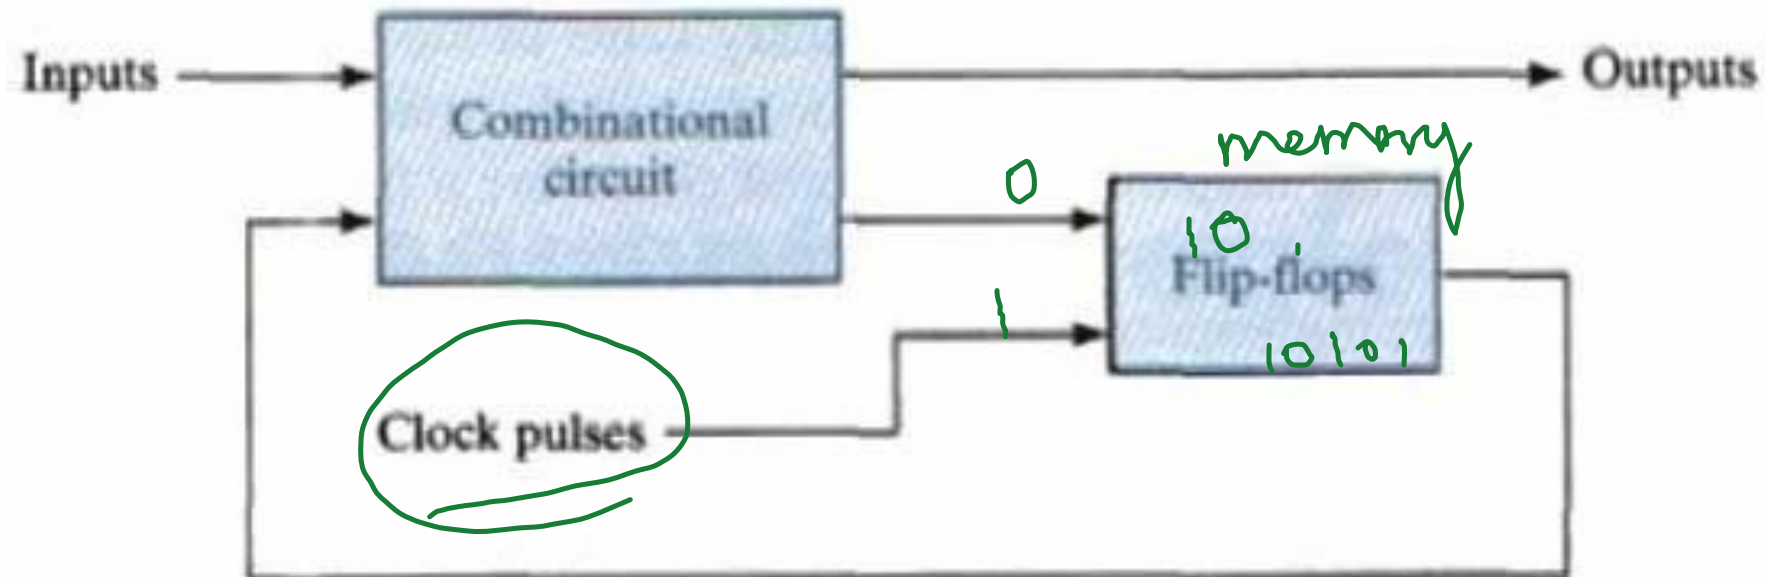 Inputs
Outputs
Combinational
circuit
memory
0
10
Flip-flops
1
10101
Clock pulses